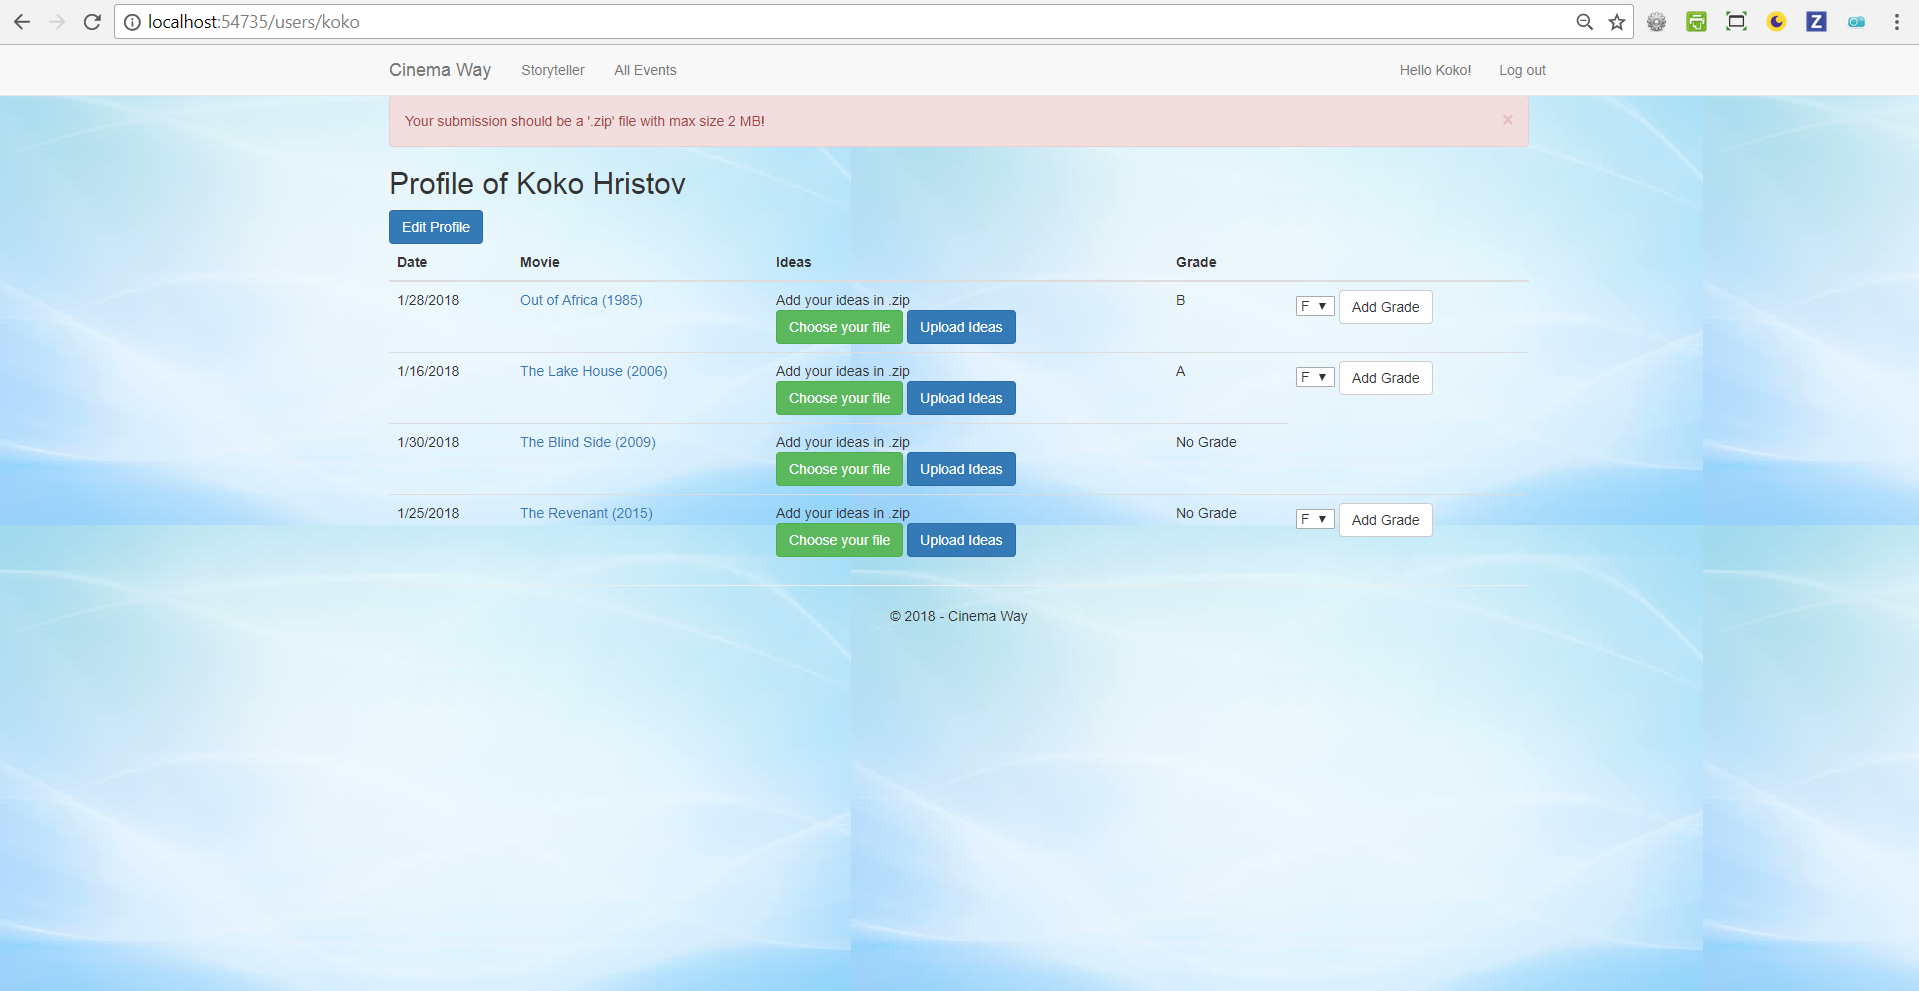 localhost:54735/users/koko
Z
Cinema Way Storyteller All Events Hello Koko! Log out
Your submission should be a '.zip' file with max size 2 MB! ×
Profile of Koko Hristov
Edit Profile
Date Movie Ideas Grade
1/28/2018 Out of Africa (1985) Add your ideas in .zip B F Add Grade
Choose your file Upload Ideas
1/16/2018 The Lake House (2006) Add your ideas in .zip A F Add Grade
Choose your file Upload Ideas
1/30/2018 The Blind Side (2009) Add your ideas in .zip No Grade
Choose your file Upload Ideas
1/25/2018 The Revenant (2015) Add your ideas in .zip No Grade F Add Grade
Choose your file Upload Ideas
© 2018 - Cinema Way